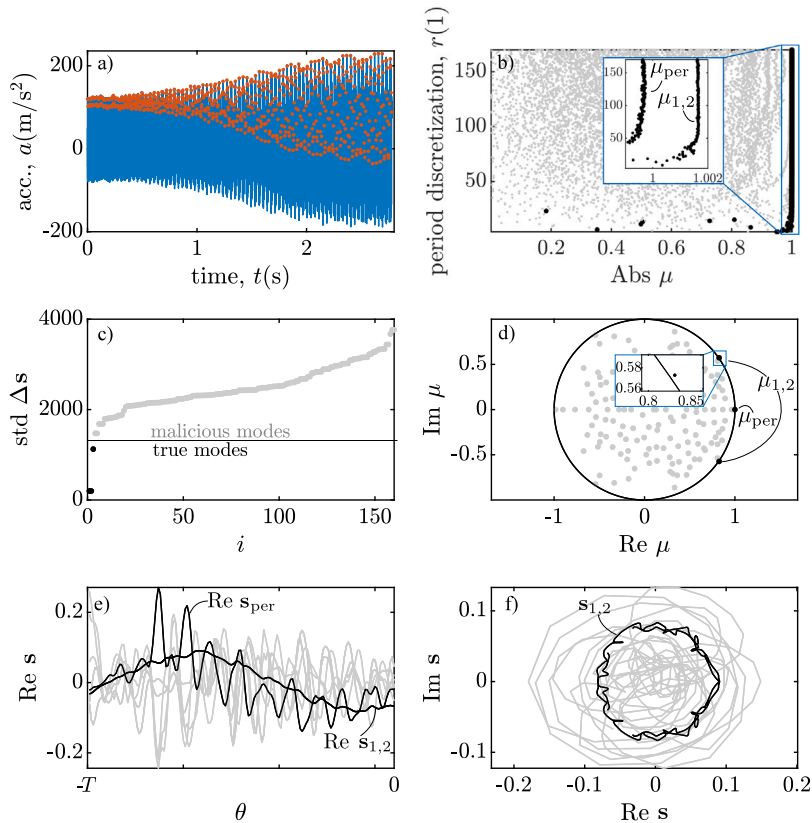 a)
acc., a(m/s²)
200
0
-200
0
1
2
time, t(s)
b)
period discretization, r(1)
150
100
50
0.2
0.4
0.6
0.8
1
Abs μ
150
100
50
1
1.002
μper
μ1,2
c)
std Δs
4000
2000
0
malicious modes
true modes
0
50
100
150
i
d)
Im μ
0.5
0
-0.5
-1
0
1
Re μ
0.58
0.56
0.8
0.85
μ1,2
μper
e)
Re s
0.2
0
-0.2
Re sper
Re s1,2
-T
0
θ
f)
Im s
0.1
0
-0.1
s1,2
-0.2
-0.1
0
0.1
0.2
Re s